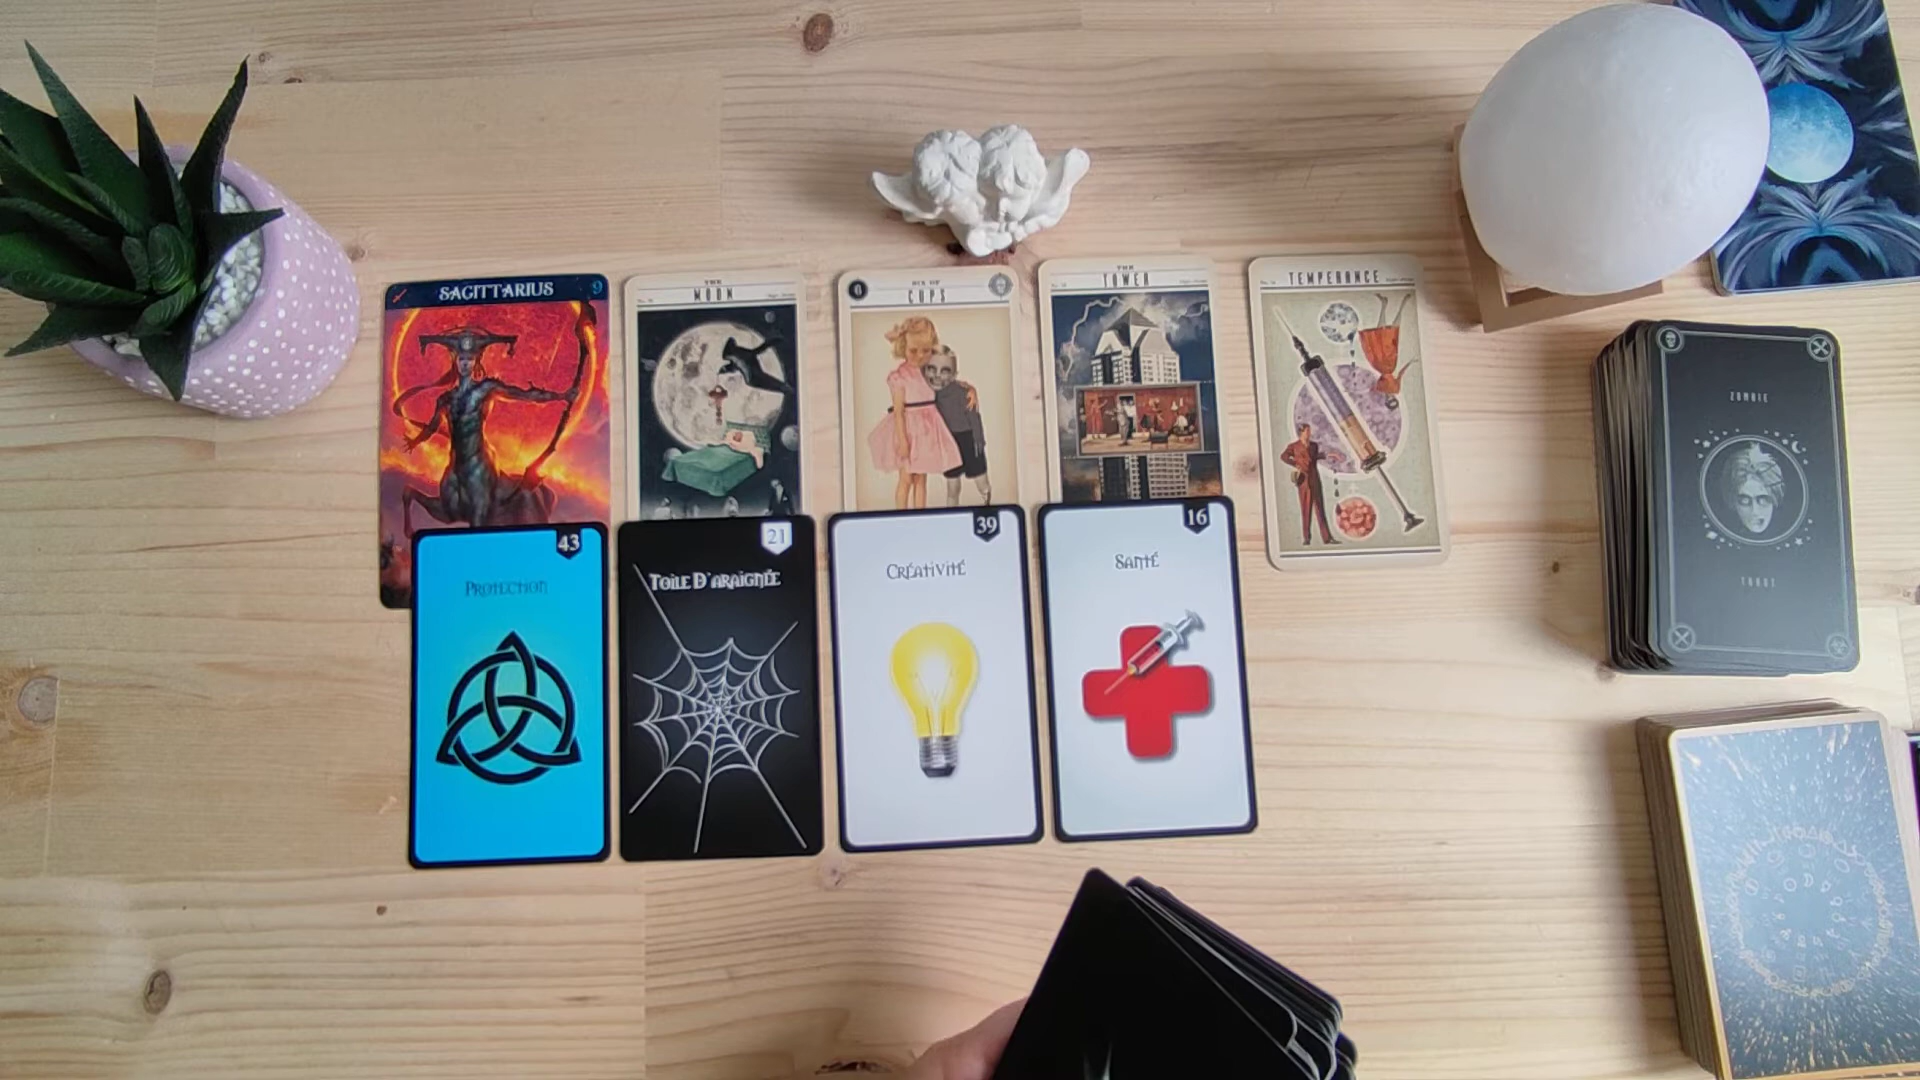 SAGITTARIUS
9
THE
MOON
6
SIX OF
CUPS
THE
TOWER
TEMPERANCE
43
PROTECTION
21
TOILE D'ARAIGNÉE
39
CRÉATIVITÉ
16
SANTÉ
ZOMBIE
TAROT